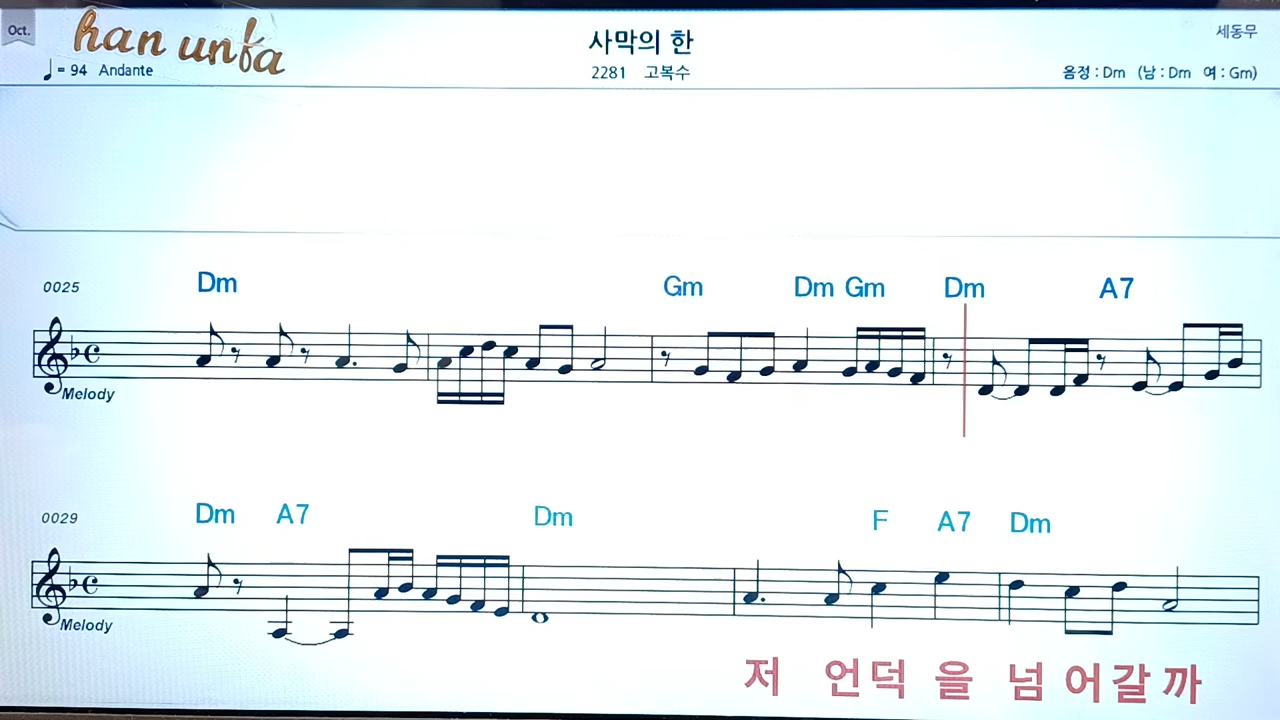 Oct.
han unfa
사막의 한
세동무
♩= 94 Andante
2281 고복수
음정 : Dm (남 : Dm 여 : Gm)
0025 Dm Gm Dm Gm Dm A7
Melody
0029 Dm A7 Dm F A7 Dm
Melody
저 언덕 을 넘 어갈 까